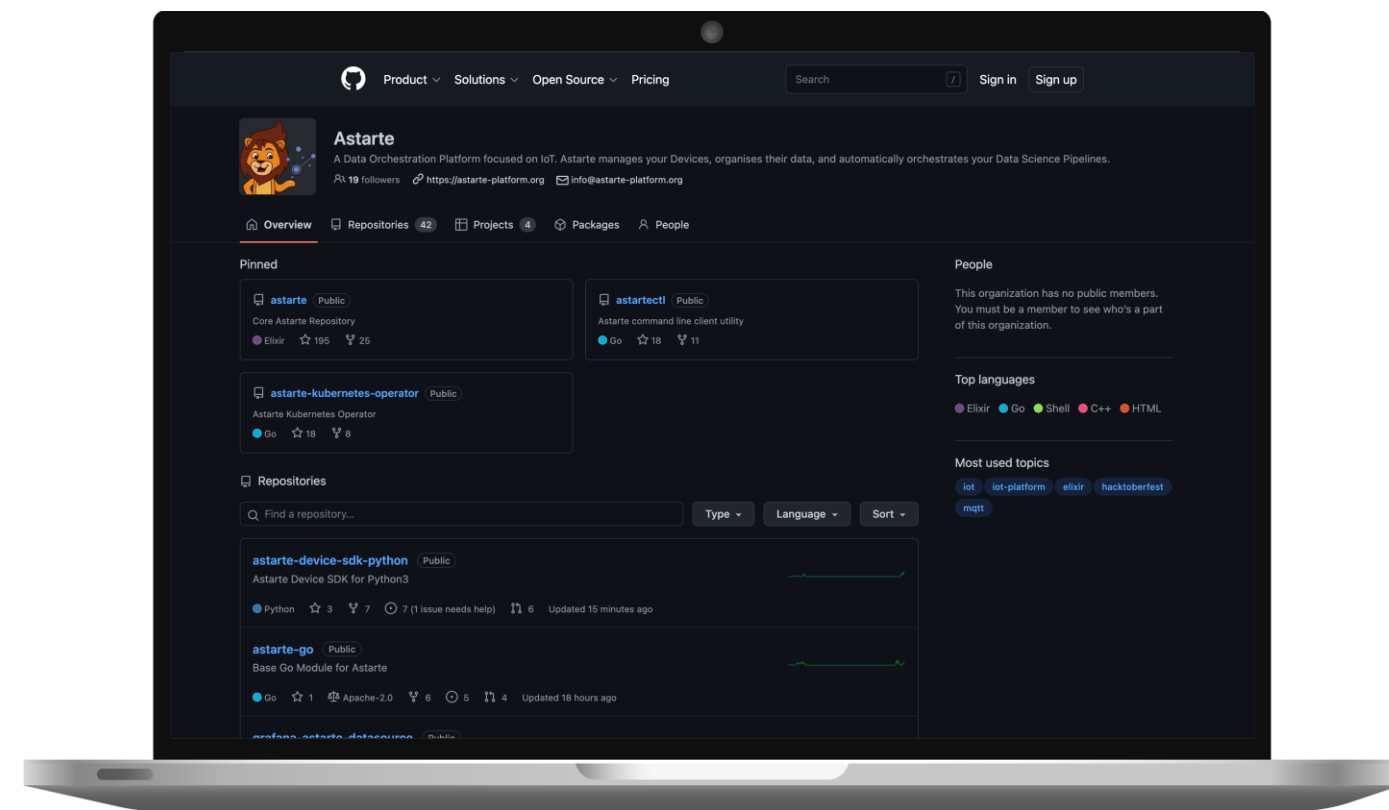 Product Solutions Open Source Pricing Search / Sign in Sign up
Astarte
A Data Orchestration Platform focused on IoT. Astarte manages your Devices, organises their data, and automatically orchestrates your Data Science Pipelines.
19 followers https://astarte-platform.org info@astarte-platform.org
Overview Repositories 42 Projects 4 Packages People
Pinned
astarte Public
Core Astarte Repository
Elixir 195 25
astartectl Public
Astarte command line client utility
Go 18 11
astarte-kubernetes-operator Public
Astarte Kubernetes Operator
Go 18 8
Repositories
Find a repository...
Type Language Sort
astarte-device-sdk-python Public
Astarte Device SDK for Python3
Python 3 7 7 (1 issue needs help) 6 Updated 15 minutes ago
astarte-go Public
Base Go Module for Astarte
Go 1 Apache-2.0 6 5 4 Updated 18 hours ago
grafana-astarte-datasource Public
People
This organization has no public members.
You must be a member to see who's a part
of this organization.
Top languages
Elixir Go Shell C++ HTML
Most used topics
iot iot-platform elixir hacktoberfest
mqtt